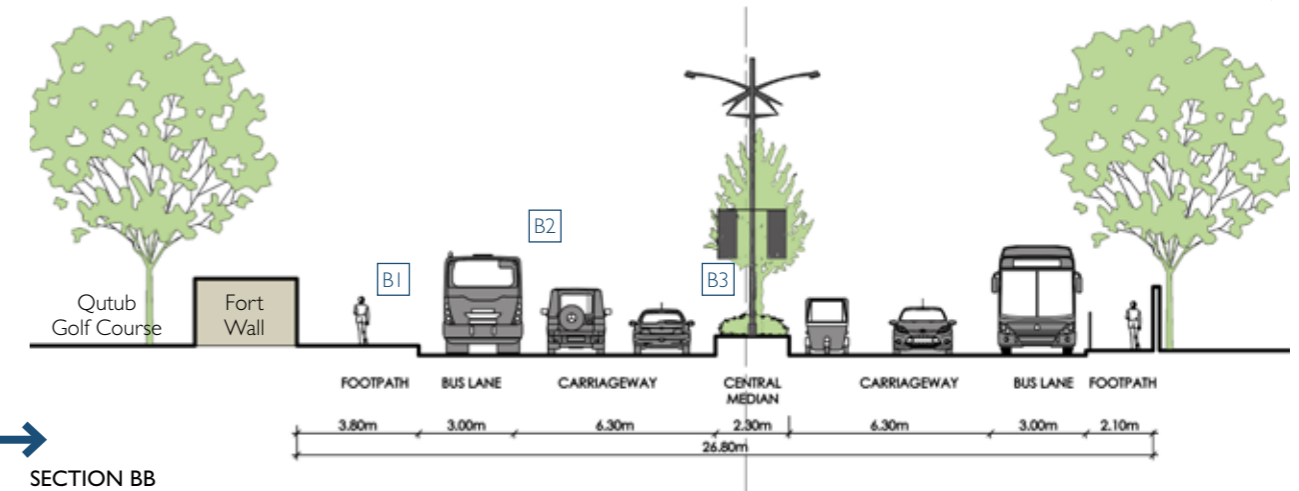 B2
B1
B3
Qutub
Golf Course
Fort
Wall
FOOTPATH BUS LANE CARRIAGEWAY CENTRAL MEDIAN CARRIAGEWAY BUS LANE FOOTPATH
3.80m 3.00m 6.30m 2.30m 6.30m 3.00m 2.10m
26.80m
SECTION BB